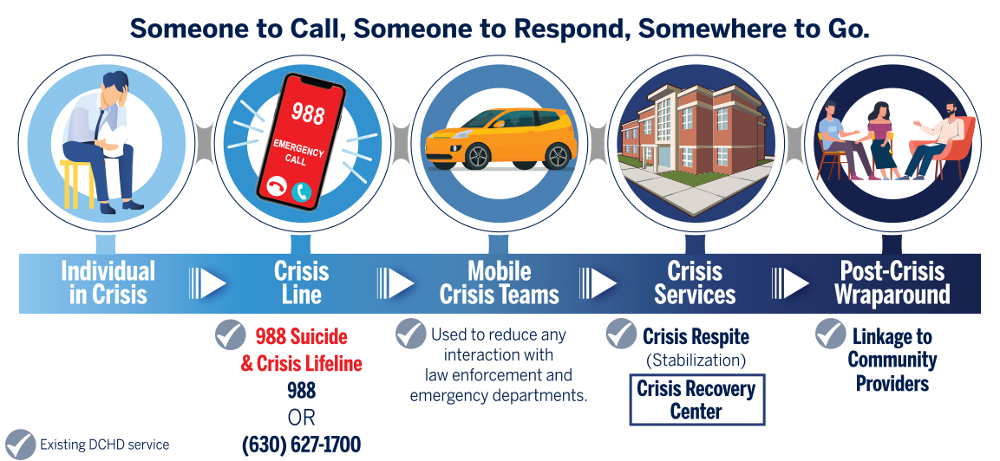 Someone to Call, Someone to Respond, Somewhere to Go.
988
EMERGENCY
CALL
Individual
in Crisis
Crisis
Line
Mobile
Crisis Teams
Crisis
Services
Post-Crisis
Wraparound
988 Suicide
& Crisis Lifeline
988
OR
(630) 627-1700
Used to reduce any
interaction with
law enforcement and
emergency departments.
Crisis Respite
(Stabilization)
Crisis Recovery
Center
Linkage to
Community
Providers
Existing DCHD service